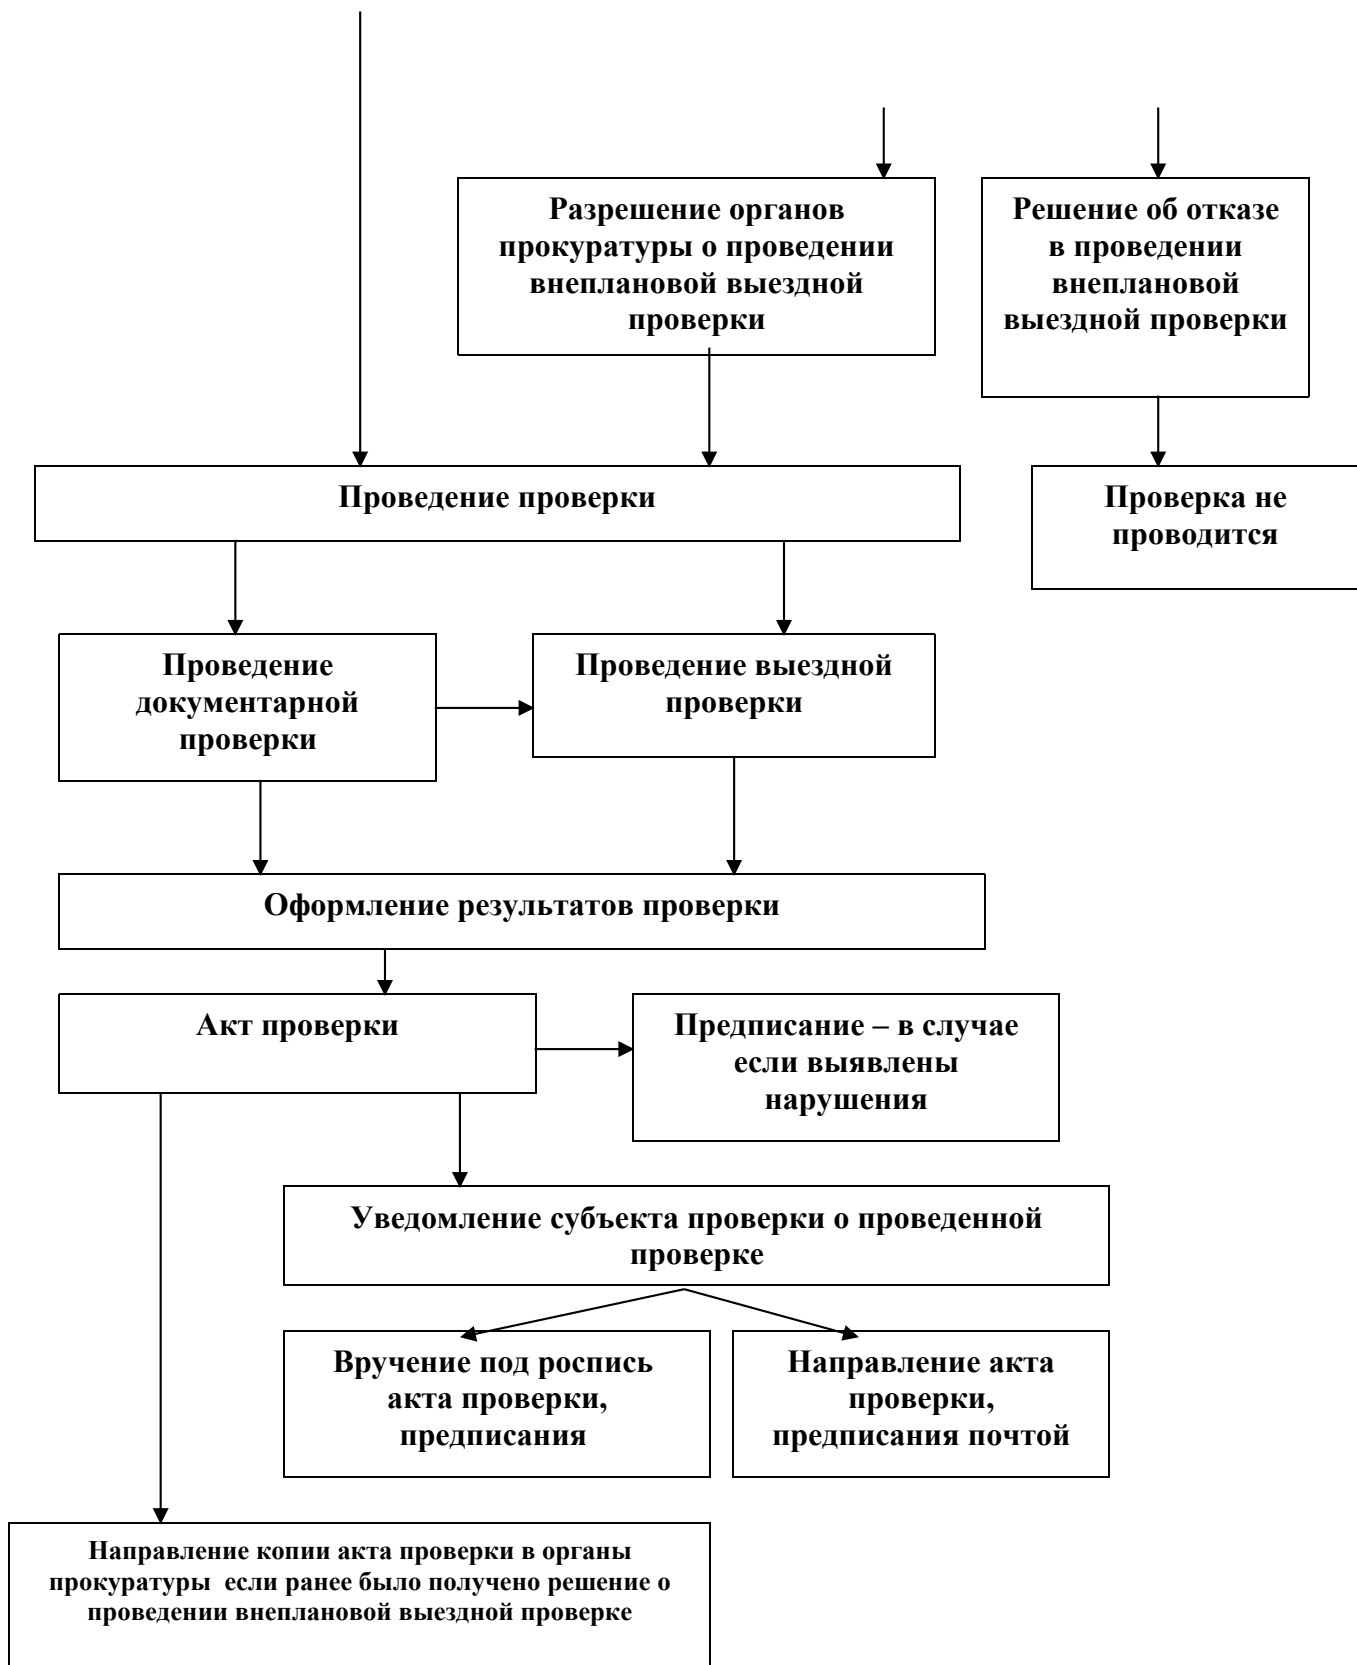 Разрешение органов
прокуратуры о проведении
внеплановой выездной
проверки
Решение об отказе
в проведении
внеплановой
выездной проверки
Проведение проверки
Проверка не
проводится
Проведение
документарной
проверки
Проведение выездной
проверки
Оформление результатов проверки
Акт проверки
Предписание – в случае
если выявлены
нарушения
Уведомление субъекта проверки о проведенной
проверке
Вручение под роспись
акта проверки,
предписания
Направление акта
проверки,
предписания почтой
Направление копии акта проверки в органы
прокуратуры  если ранее было получено решение о
проведении внеплановой выездной проверке